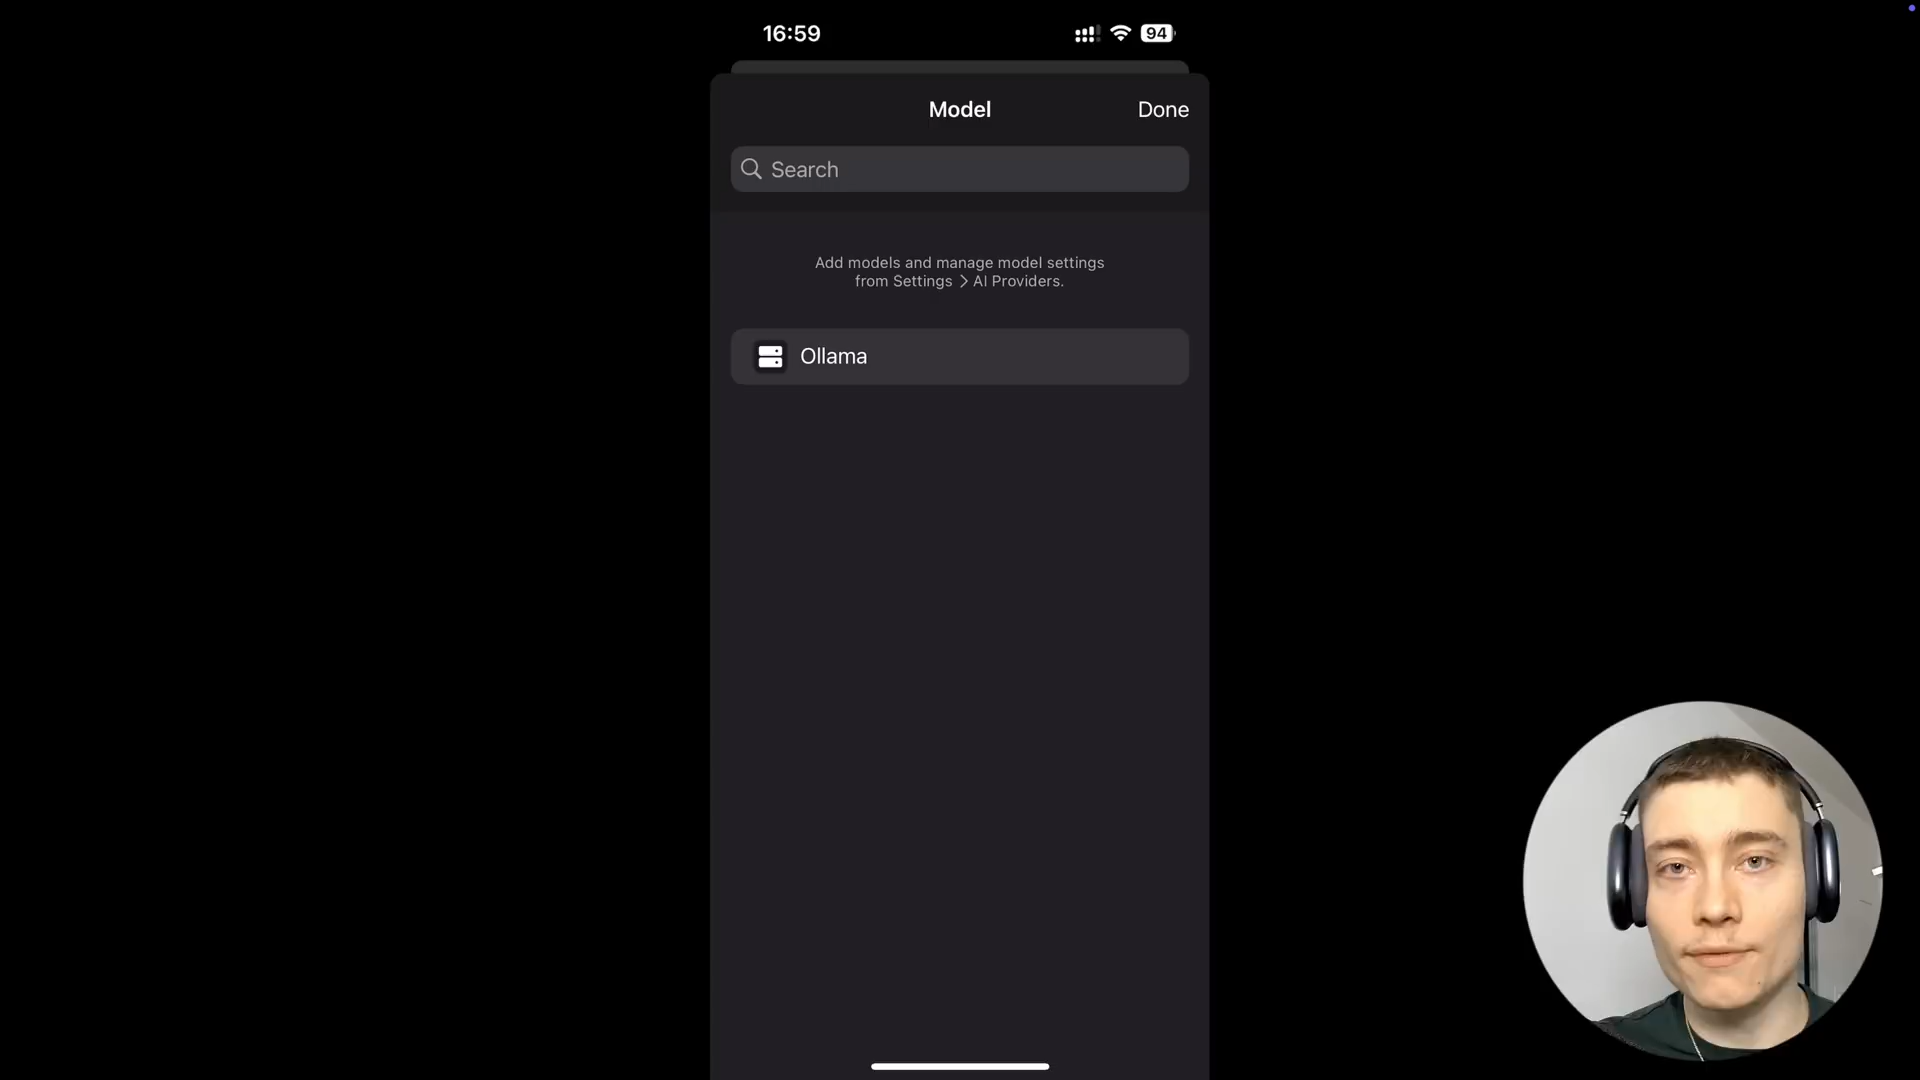 16:59
94
Model
Done
Search
Add models and manage model settings
from Settings > AI Providers.
Ollama